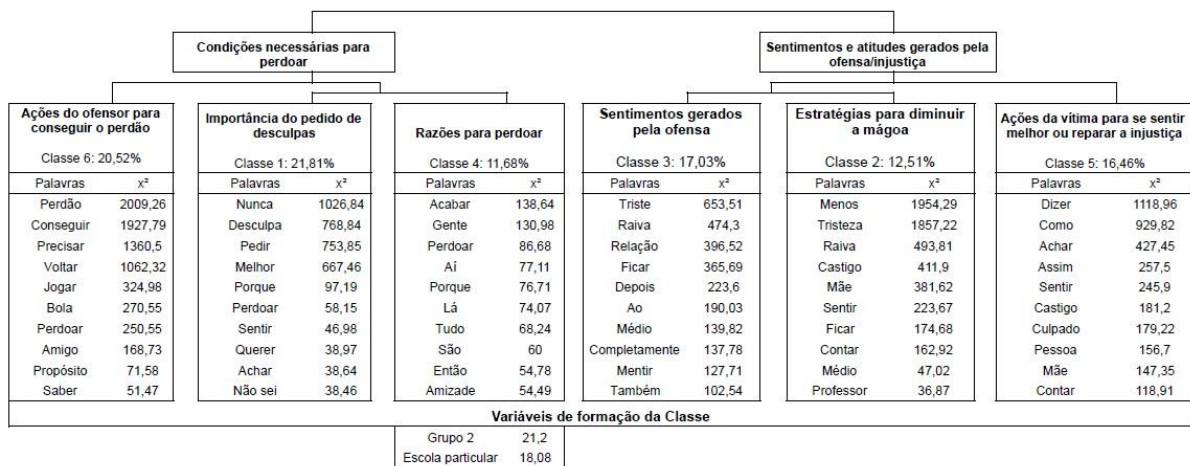 Condições necessárias para
perdoar
Sentimentos e atitudes gerados pela
ofensa/injustiça
Ações do ofensor para
conseguir o perdão
Classe 6: 20,52%
Palavras x²
Perdão 2009,26
Conseguir 1927,79
Precisar 1360,5
Voltar 1062,32
Jogar 324,98
Bola 270,55
Perdoar 250,55
Amigo 168,73
Propósito 71,58
Saber 51,47
Importância do pedido de
desculpas
Classe 1: 21,81%
Palavras x²
Nunca 1026,84
Desculpa 768,84
Pedir 753,85
Melhor 667,46
Porque 97,19
Perdoar 58,15
Sentir 46,98
Querer 38,97
Achar 38,64
Não sei 38,46
Razões para perdoar
Classe 4: 11,68%
Palavras x²
Acabar 138,64
Gente 130,98
Perdoar 86,68
Aí 77,11
Porque 76,71
Lá 74,07
Tudo 68,24
São 60
Então 54,78
Amizade 54,49
Sentimentos gerados
pela ofensa
Classe 3: 17,03%
Palavras x²
Triste 653,51
Raiva 474,3
Relação 396,52
Ficar 365,69
Depois 223,6
Ao 190,03
Médio 139,82
Completamente 137,78
Mentir 127,71
Também 102,54
Estratégias para diminuir
a mágoa
Classe 2: 12,51%
Palavras x²
Menos 1954,29
Tristeza 1857,22
Raiva 493,81
Castigo 411,9
Mãe 381,62
Sentir 223,67
Ficar 174,68
Contar 162,92
Médio 47,02
Professor 36,87
Ações da vítima para se sentir
melhor ou reparar a injustiça
Classe 5: 16,46%
Palavras x²
Dizer 1118,96
Como 929,82
Achar 427,45
Assim 257,5
Sentir 245,9
Castigo 181,2
Culpado 179,22
Pessoa 156,7
Mãe 147,35
Contar 118,91
Variáveis de formação da Classe
Grupo 2 21,2
Escola particular 18,08